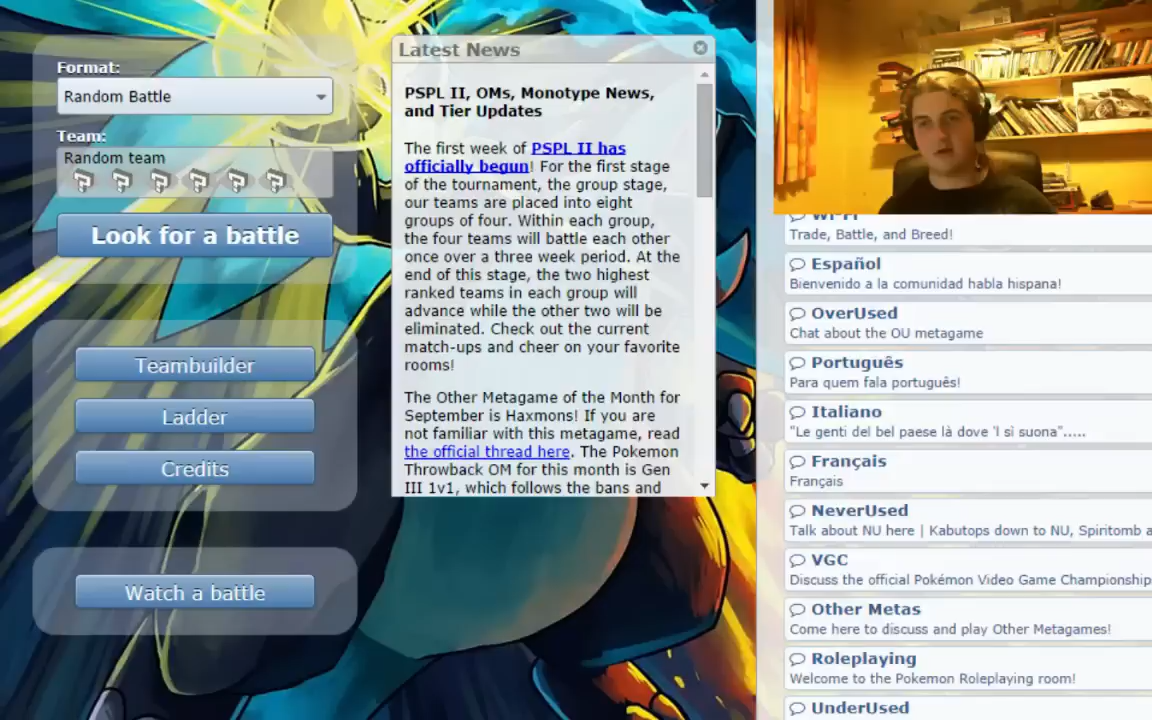 Format:
Random Battle
Team:
Random team
Look for a battle
Teambuilder
Ladder
Credits
Watch a battle
Latest News
PSPL II, OMs, Monotype News,
and Tier Updates
The first week of PSPL II has
officially begun! For the first stage
of the tournament, the group stage,
our teams are placed into eight
groups of four. Within each group,
the four teams will battle each other
once over a three week period. At the
end of this stage, the two highest
ranked teams in each group will
advance while the other two will be
eliminated. Check out the current
match-ups and cheer on your favorite
rooms!
The Other Metagame of the Month for
September is Haxmons! If you are
not familiar with this metagame, read
the official thread here. The Pokemon
Throwback OM for this month is Gen
III 1v1, which follows the bans and
Wi-Fi
Trade, Battle, and Breed!
Español
Bienvenido a la comunidad habla hispana!
OverUsed
Chat about the OU metagame
Português
Para quem fala português!
Italiano
"Le genti del bel paese là dove 'l sì suona".....
Français
Français
NeverUsed
Talk about NU here | Kabutops down to NU, Spiritomb a
VGC
Discuss the official Pokémon Video Game Championship
Other Metas
Come here to discuss and play Other Metagames!
Roleplaying
Welcome to the Pokemon Roleplaying room!
UnderUsed